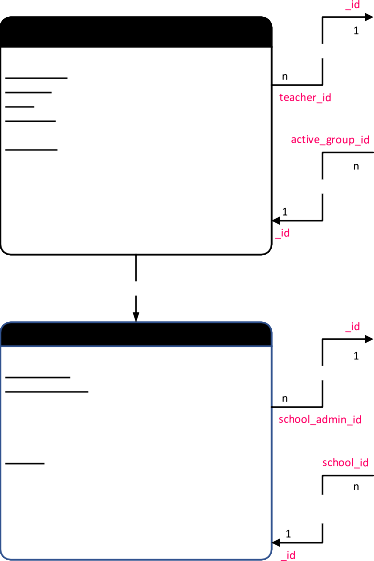 _id
1
n
teacher_id
active_group_id
n
1
_id
_id
1
n
school_admin_id
school_id
n
1
_id